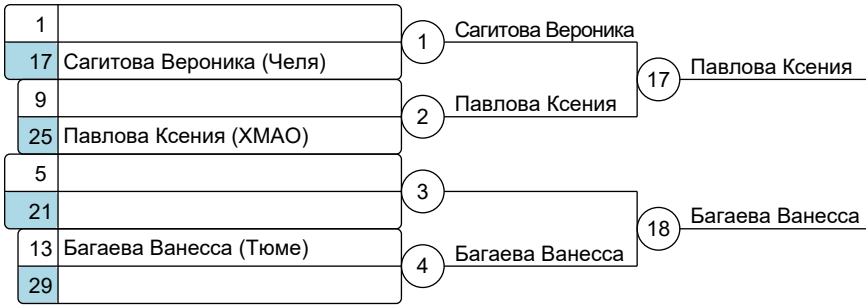 1
17 Сагитова Вероника (Челя)
9
25 Павлова Ксения (ХМАО)
5
21
13 Багаева Ванесса (Тюме)
29
1 Сагитова Вероника
2 Павлова Ксения
3
4 Багаева Ванесса
17 Павлова Ксения
18 Багаева Ванесса